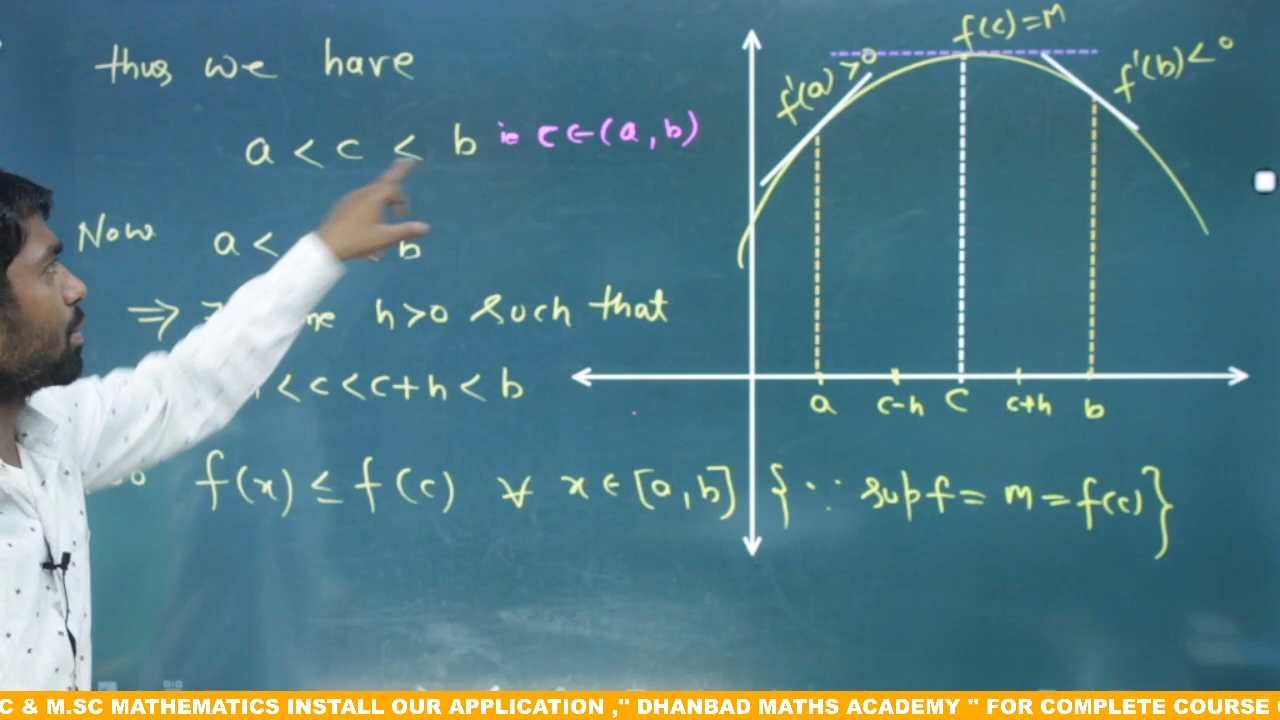 thus we have
a < c < b ie c ∈ (a, b)
Now a < b
⇒ h>0 such that
< c < c+h < b
f(x) ≤ f(c) ∀ x ∈ [a, b] {∵ sup f = M = f(c)}
f(c) = M
f'(a) > 0
f'(b) < 0
a c-h c c+h b
C & M.SC MATHEMATICS INSTALL OUR APPLICATION ," DHANBAD MATHS ACADEMY " FOR COMPLETE COURSE